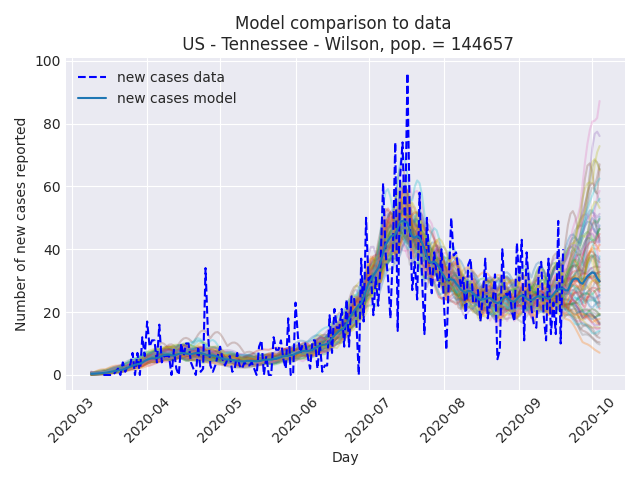 Model comparison to data
US - Tennessee - Wilson, pop. = 144657
new cases data
new cases model
Number of new cases reported
100
80
60
40
20
0
2020-03
2020-04
2020-05
2020-06
2020-07
2020-08
2020-09
2020-10
Day